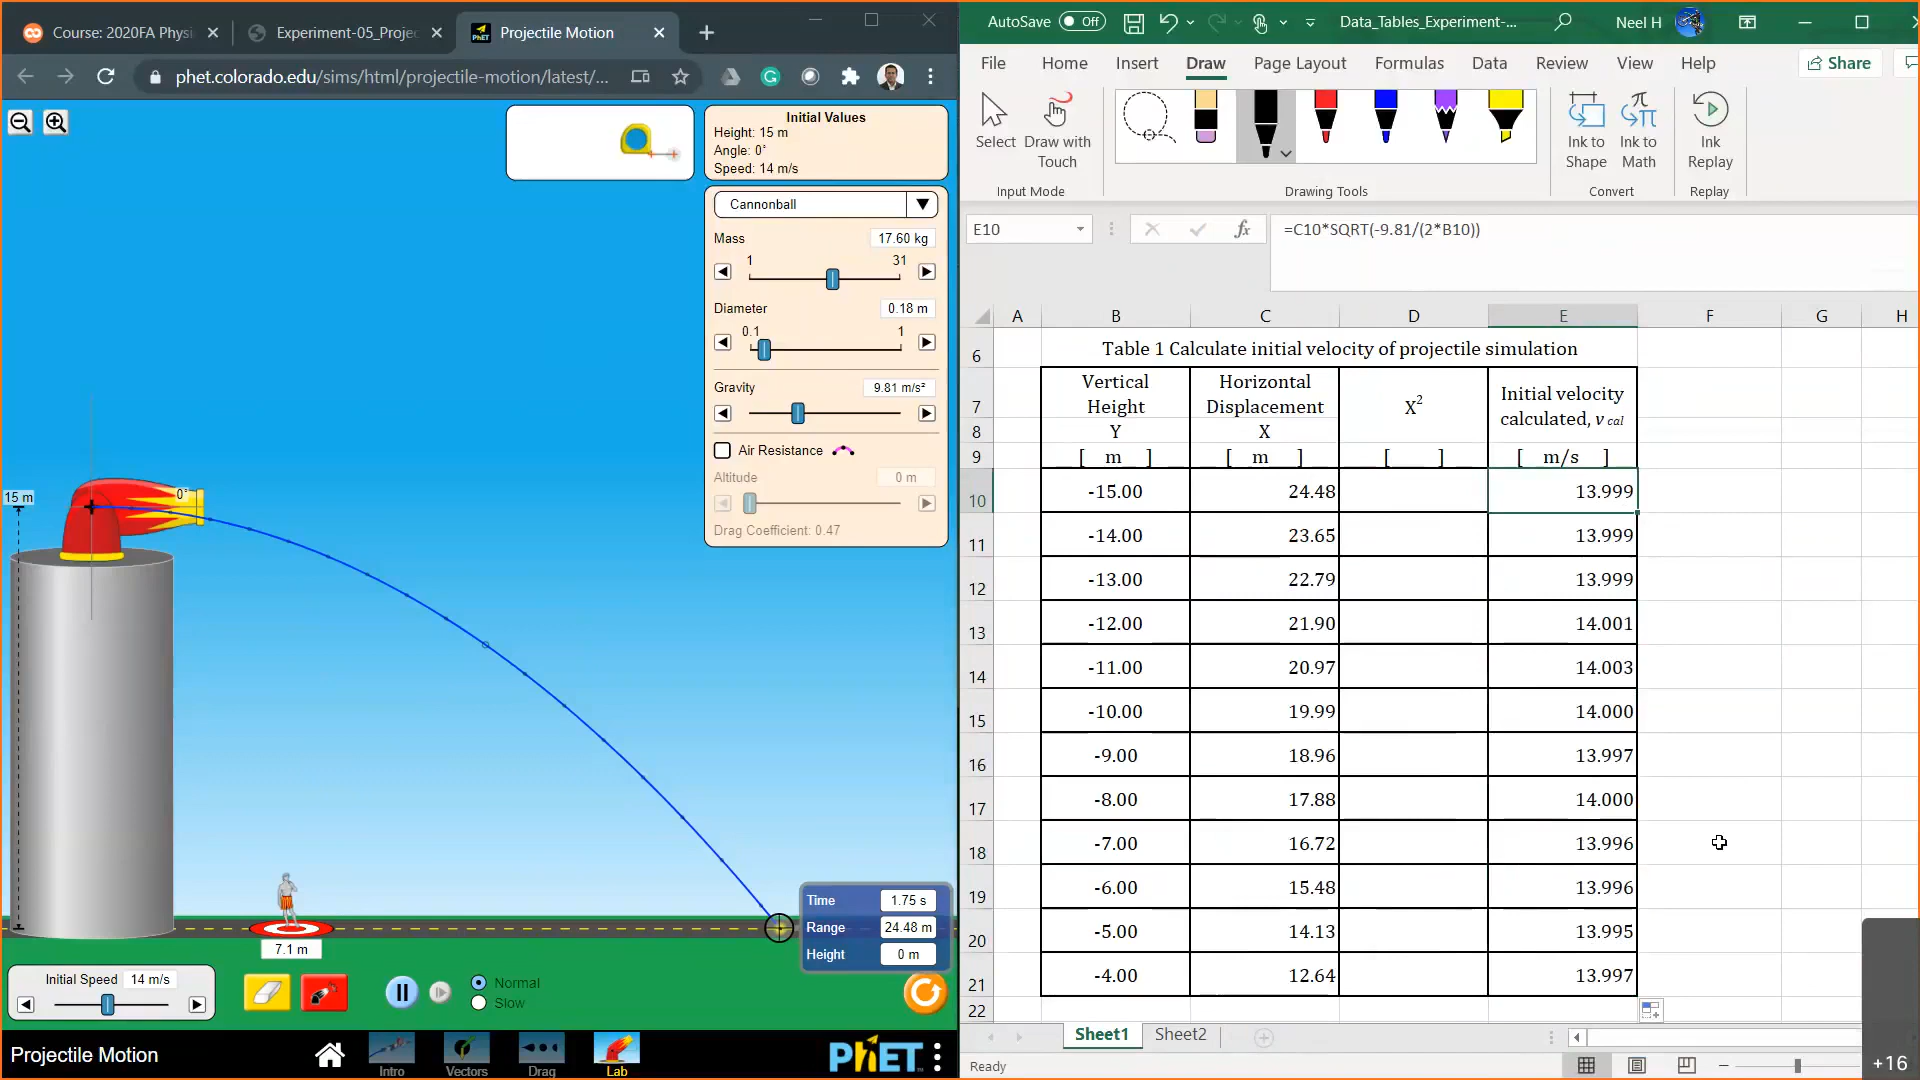 Course: 2020FA Physi
Experiment-05_Projec
Projectile Motion
phet.colorado.edu/sims/html/projectile-motion/latest/...
Initial Values
Height: 15 m
Angle: 0°
Speed: 14 m/s
Cannonball
Mass
17.60 kg
1
31
Diameter
0.18 m
0.1
1
Gravity
9.81 m/s²
Air Resistance
Altitude
0 m
Drag Coefficient: 0.47
15 m
0°
7.1 m
Time
1.75 s
Range
24.48 m
Height
0 m
Initial Speed
14 m/s
Normal
Slow
Projectile Motion
Intro
Vectors
Drag
Lab
PhET
AutoSave
Off
Data_Tables_Experiment-...
Neel H
File Home Insert Draw Page Layout Formulas Data Review View Help
Share
Select
Draw with
Touch
Ink to
Shape
Ink to
Math
Ink
Replay
Input Mode
Drawing Tools
Convert
Replay
E10
fx
=C10*SQRT(-9.81/(2*B10))
A B C D E F G H
6 Table 1 Calculate initial velocity of projectile simulation
Vertical
Height
Y
[ m ]
Horizontal
Displacement
X
[ m ]
X²
[ ]
Initial velocity
calculated, v cal
[ m/s ]
7
8
9
10 -15.00 24.48 13.999
11 -14.00 23.65 13.999
12 -13.00 22.79 13.999
13 -12.00 21.90 14.001
14 -11.00 20.97 14.003
15 -10.00 19.99 14.000
16 -9.00 18.96 13.997
17 -8.00 17.88 14.000
18 -7.00 16.72 13.996
19 -6.00 15.48 13.996
20 -5.00 14.13 13.995
21 -4.00 12.64 13.997
22
Sheet1
Sheet2
Ready
+16